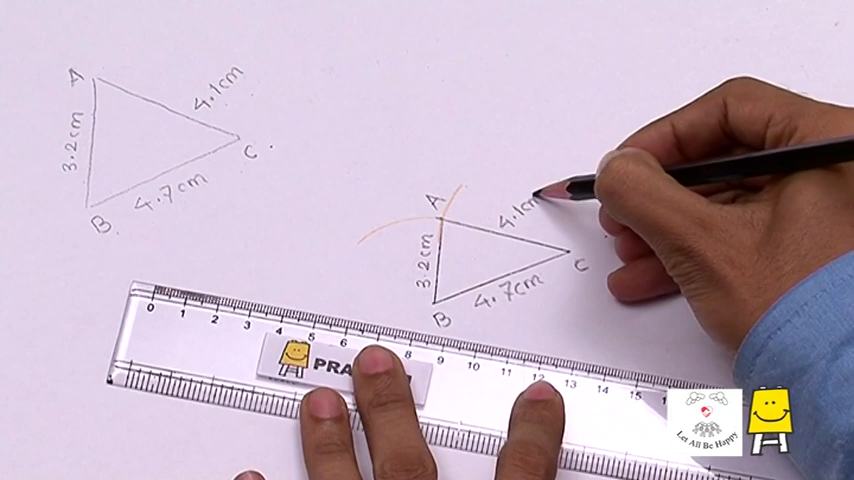 A
4.1cm
3.2cm
C.
4.7cm
B.
A
4.1cm
3.2cm
C
4.7cm
B
0 1 2 3 4 5 6 8 9 10 11 12 13 14 15
PRA
Let All Be Happy